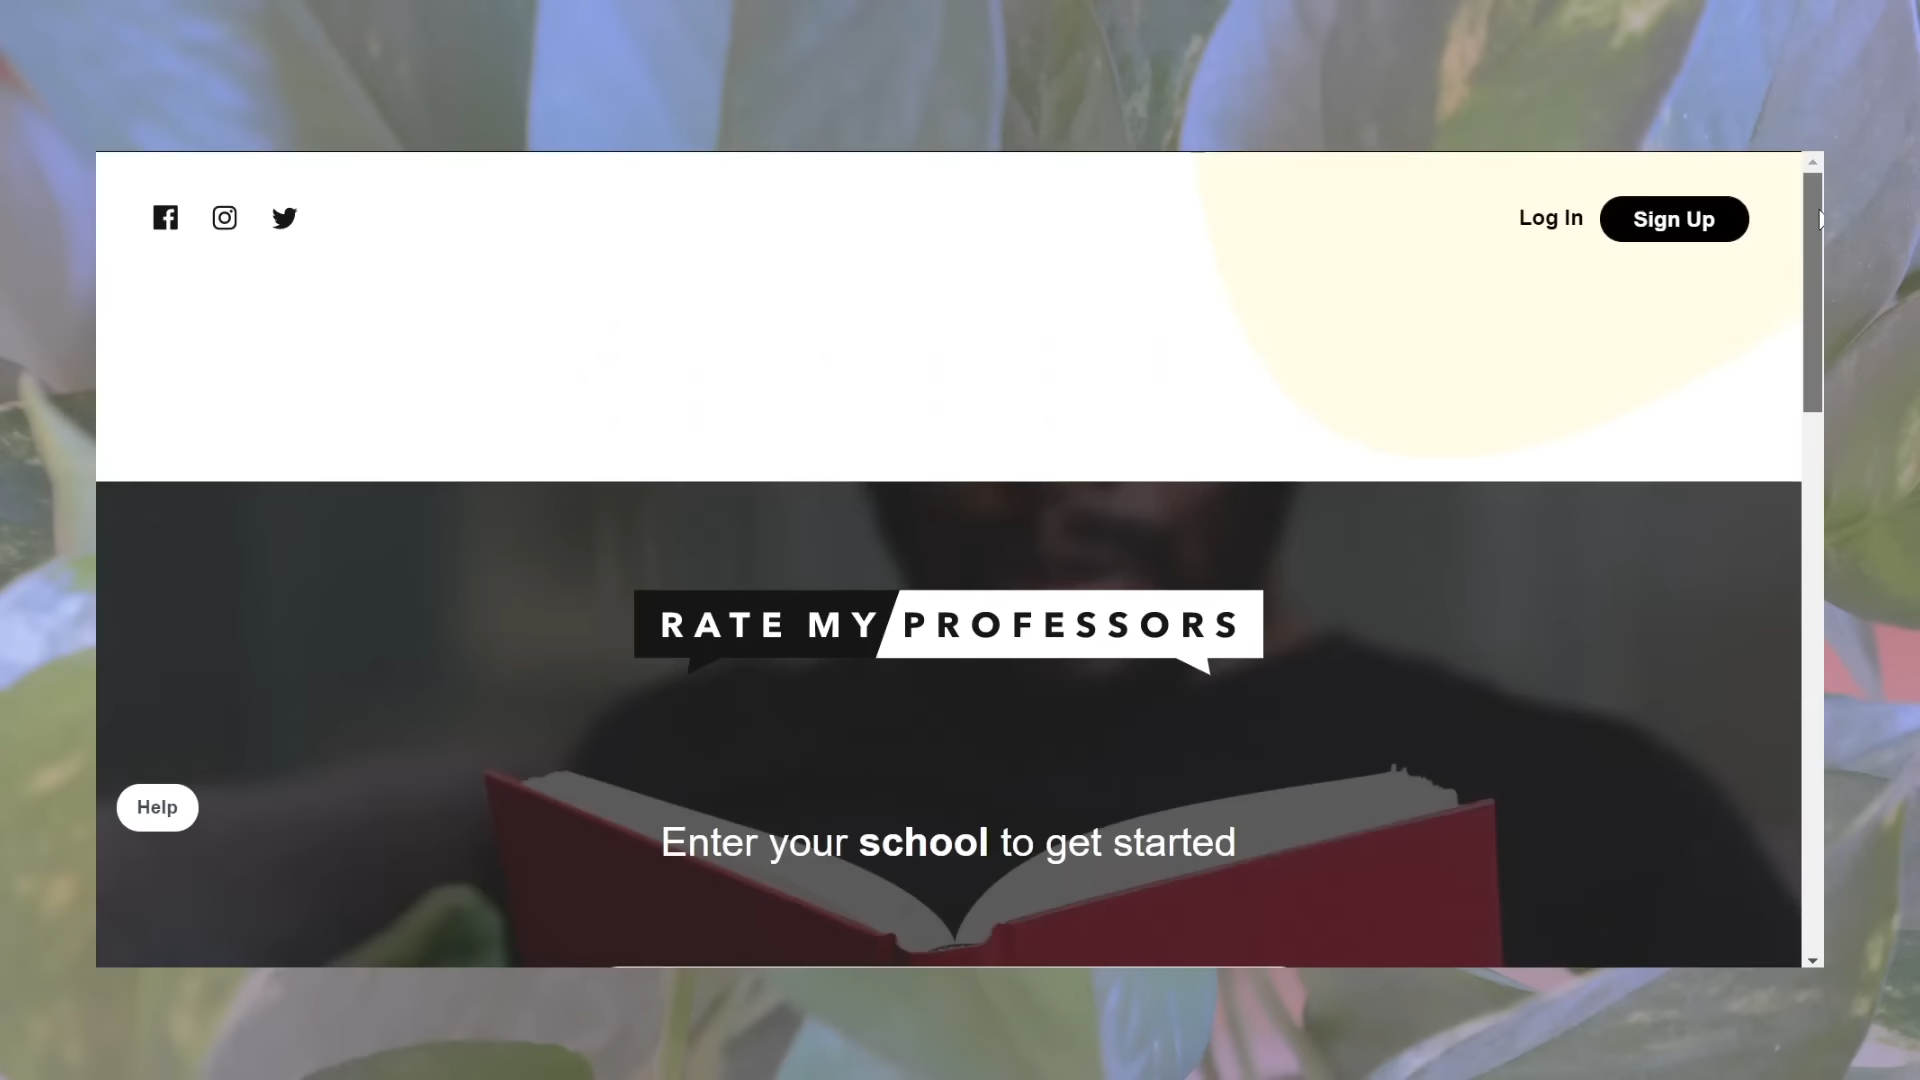 Log In
Sign Up
RATE MY PROFESSORS
Help
Enter your school to get started